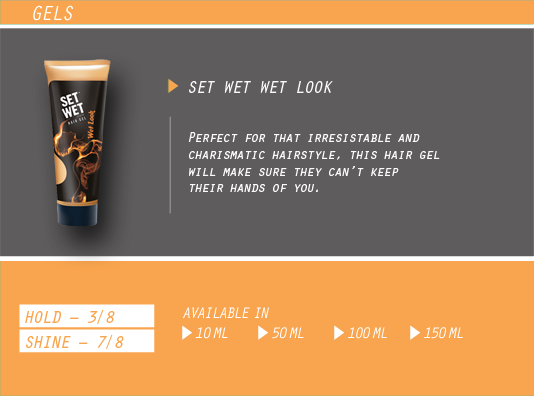 GELS
SET
WET
HAIR GEL
Wet Look
SET WET WET LOOK
PERFECT FOR THAT IRRESISTABLE AND
CHARISMATIC HAIRSTYLE, THIS HAIR GEL
WILL MAKE SURE THEY CAN'T KEEP
THEIR HANDS OF YOU.
HOLD – 3/8
SHINE – 7/8
AVAILABLE IN
10 ML 50 ML 100 ML 150 ML